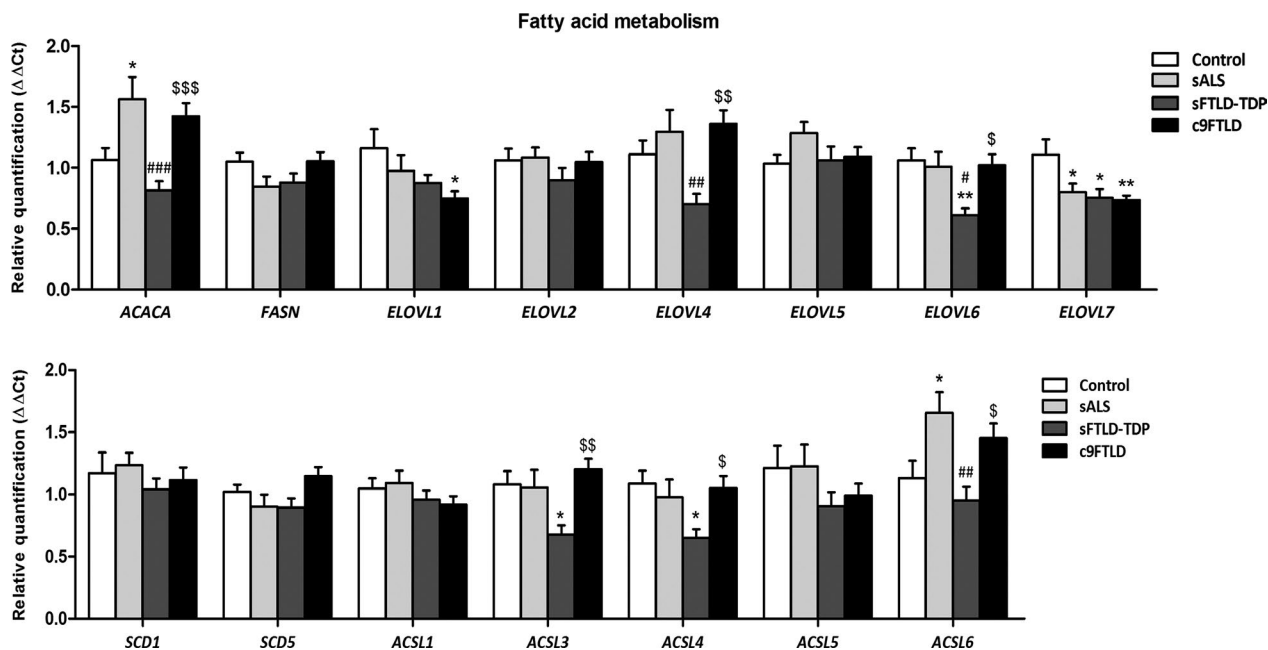 Fatty acid metabolism
Relative quantification (Δ ΔCt)
2.0
1.5
1.0
0.5
0.0
* ### $$$
*
## $$
# ** $
* * **
ACACA FASN ELOVL1 ELOVL2 ELOVL4 ELOVL5 ELOVL6 ELOVL7
Control
sALS
sFTLD-TDP
c9FTLD
Relative quantification (Δ ΔCt)
2.0
1.5
1.0
0.5
0.0
* $$
* $
* ## $
SCD1 SCD5 ACSL1 ACSL3 ACSL4 ACSL5 ACSL6
Control
sALS
sFTLD-TDP
c9FTLD